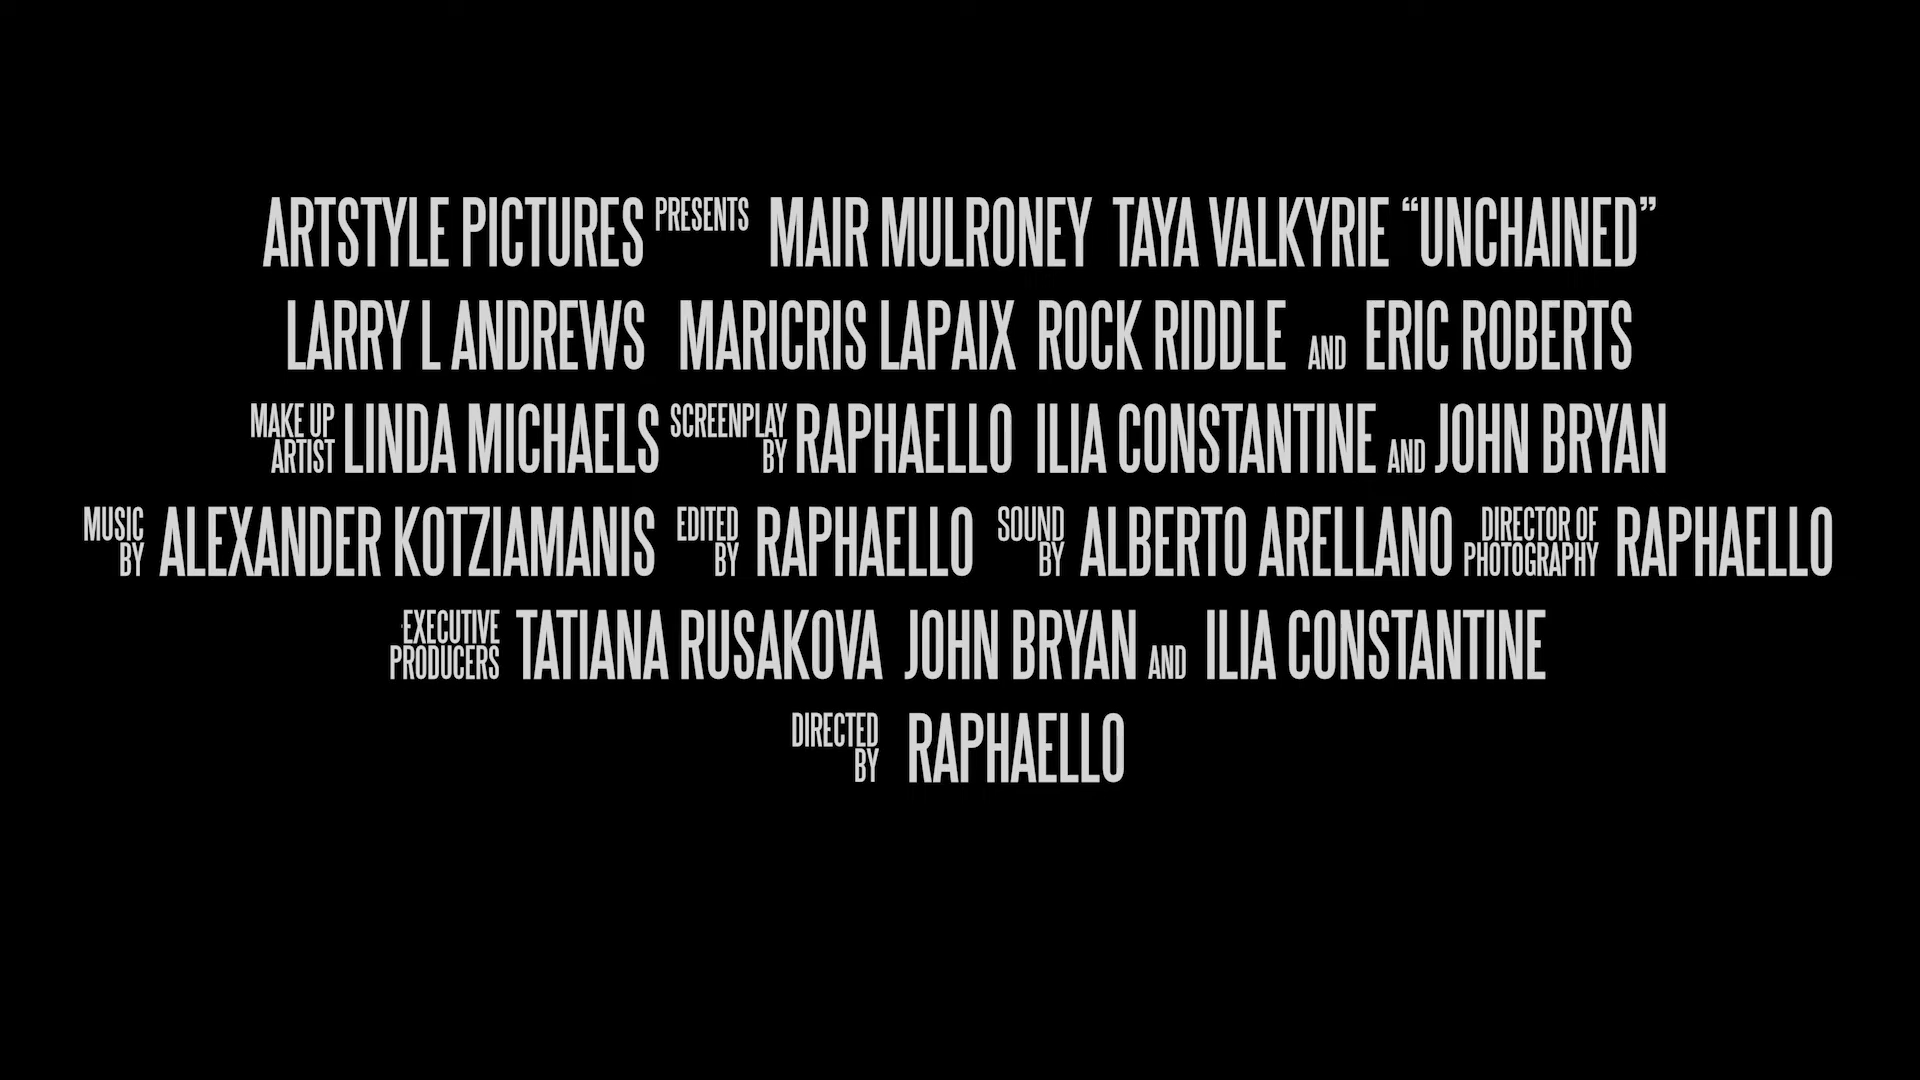 ARTSTYLE PICTURES PRESENTS MAIR MULRONEY TAYA VALKYRIE “UNCHAINED”
LARRY L ANDREWS MARICRIS LAPAIX ROCK RIDDLE AND ERIC ROBERTS
MAKE UP ARTIST LINDA MICHAELS SCREENPLAY BY RAPHAELLO ILIA CONSTANTINE AND JOHN BRYAN
MUSIC BY ALEXANDER KOTZIAMANIS EDITED BY RAPHAELLO SOUND BY ALBERTO ARELLANO DIRECTOR OF PHOTOGRAPHY RAPHAELLO
EXECUTIVE PRODUCERS TATIANA RUSAKOVA JOHN BRYAN AND ILIA CONSTANTINE
DIRECTED BY RAPHAELLO